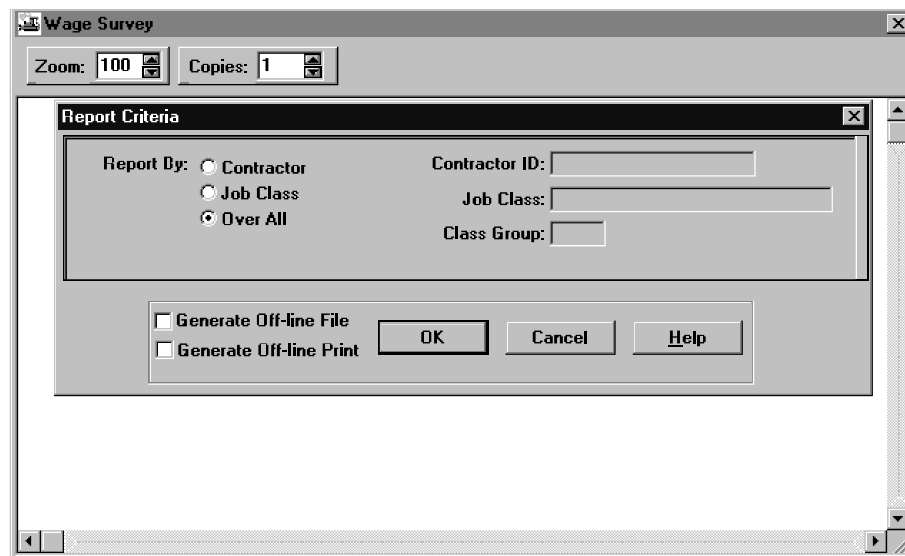 Wage Survey
Zoom: 100 Copies: 1
Report Criteria
Report By: Contractor
Job Class
Over All
Contractor ID:
Job Class:
Class Group:
Generate Off-line File
Generate Off-line Print
OK Cancel Help